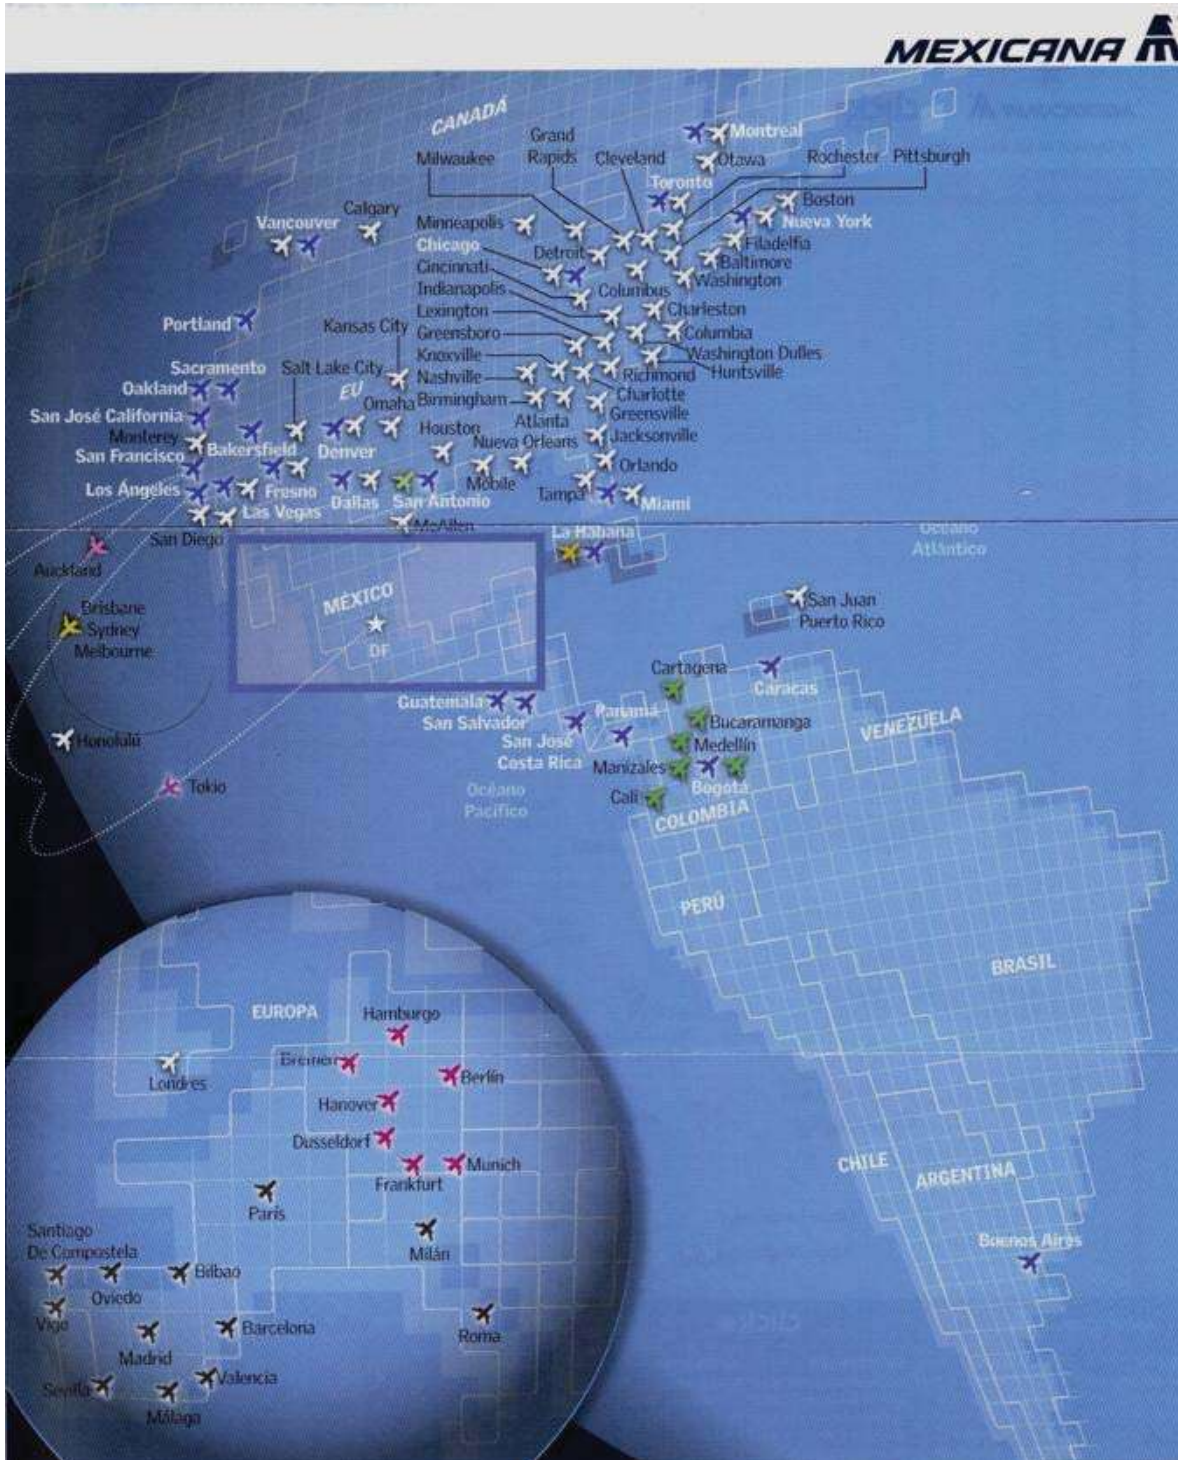 MEXICANA
CANADÁ
Montreal
Otawa
Grand
Rapids
Milwaukee
Cleveland
Rochester
Pittsburgh
Toronto
Boston
Nueva York
Vancouver
Calgary
Minneapolis
Chicago
Detroit
Filadelfia
Baltimore
Washington
Cincinnati
Columbus
Indianapolis
Charleston
Lexington
Portland
Kansas City
Greensboro
Columbia
Knoxville
Washington Dulles
Sacramento
Salt Lake City
Nashville
Richmond
Huntsville
Oakland
EU
Omaha
Birmingham
Charlotte
San José California
Atlanta
Greensville
Monterey
Bakersfield
Denver
Houston
Nueva Orleans
Jacksonville
San Francisco
Orlando
Los Ángeles
Fresno
Dallas
San Antonio
Mobile
Tampa
Miami
Las Vegas
McAllen
San Diego
La Habana
Océano
Atlántico
Auckland
MÉXICO
DF
Brisbane
Sydney
Melbourne
San Juan
Puerto Rico
Cartagena
Caracas
Guatemala
San Salvador
Panamá
San José
Costa Rica
Bucaramanga
VENEZUELA
Honolulú
Medellín
Manizales
Bogotá
Tokio
Océano
Pacífico
Cali
COLOMBIA
PERÚ
BRASIL
EUROPA
Hamburgo
Bremen
Berlín
Londres
Hanover
Dusseldorf
Munich
Frankfurt
CHILE
ARGENTINA
París
Milán
Buenos Aires
Santiago
De Compostela
Bilbao
Oviedo
Vigo
Barcelona
Roma
Madrid
Sevilla
Valencia
Málaga